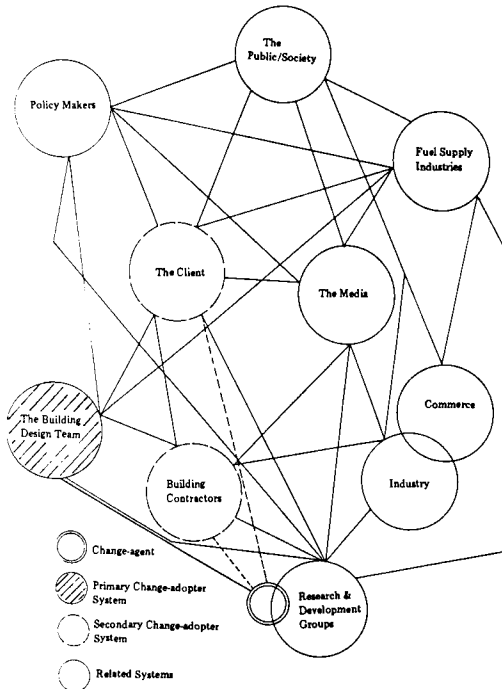 The
Public/Society
Policy Makers
Fuel Supply
Industries
The Client
The Media
Commerce
The Building
Design Team
Building
Contractors
Industry
Change-agent
Research &
Development
Groups
Primary Change-adopter
System
Secondary Change-adopter
System
Related Systems